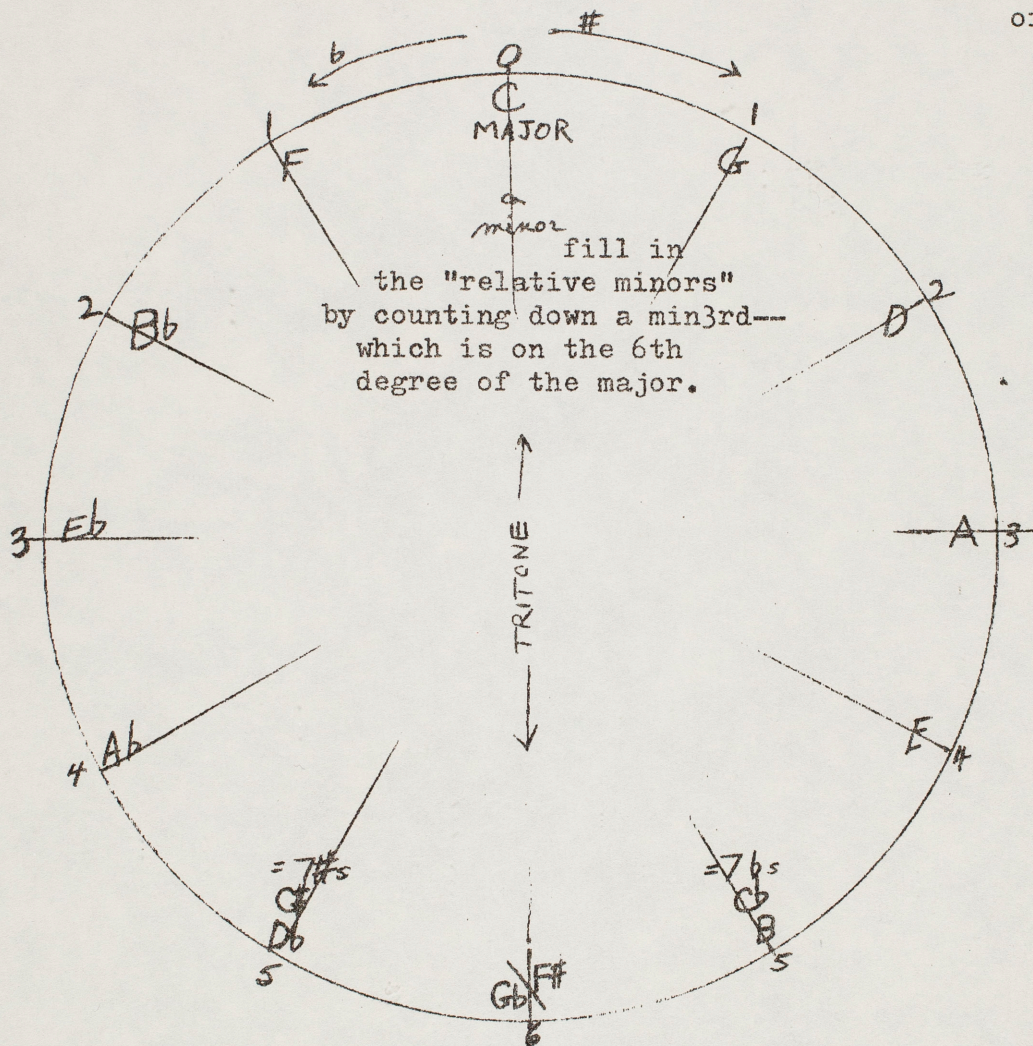 b
#
0
C
MAJOR
1
F
1
G
a
minor
fill in
the "relative minors"
by counting down a min3rd--
which is on the 6th
degree of the major.
2
Bb
D
2
3
Eb
TRITONE
A
3
4
Ab
E
4
=7#s
C#
Db
5
=7bs
Cb
B
5
Gb
F#
6